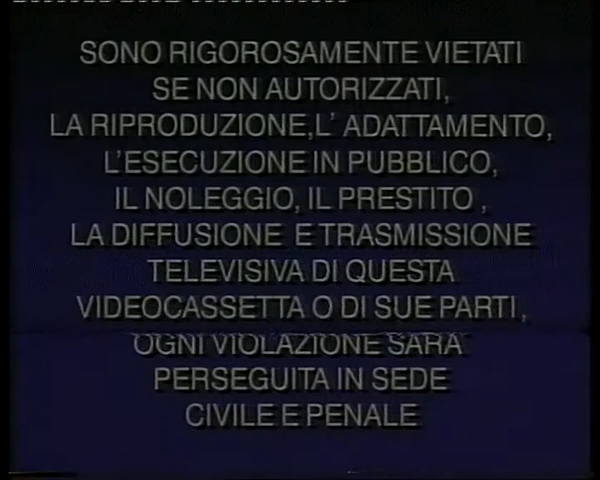 SONO RIGOROSAMENTE VIETATI
SE NON AUTORIZZATI,
LA RIPRODUZIONE,L' ADATTAMENTO,
L'ESECUZIONE IN PUBBLICO,
IL NOLEGGIO, IL PRESTITO ,
LA DIFFUSIONE E TRASMISSIONE
TELEVISIVA DI QUESTA
VIDEOCASSETTA O DI SUE PARTI,
OGNI VIOLAZIONE SARA
PERSEGUITA IN SEDE
CIVILE E PENALE